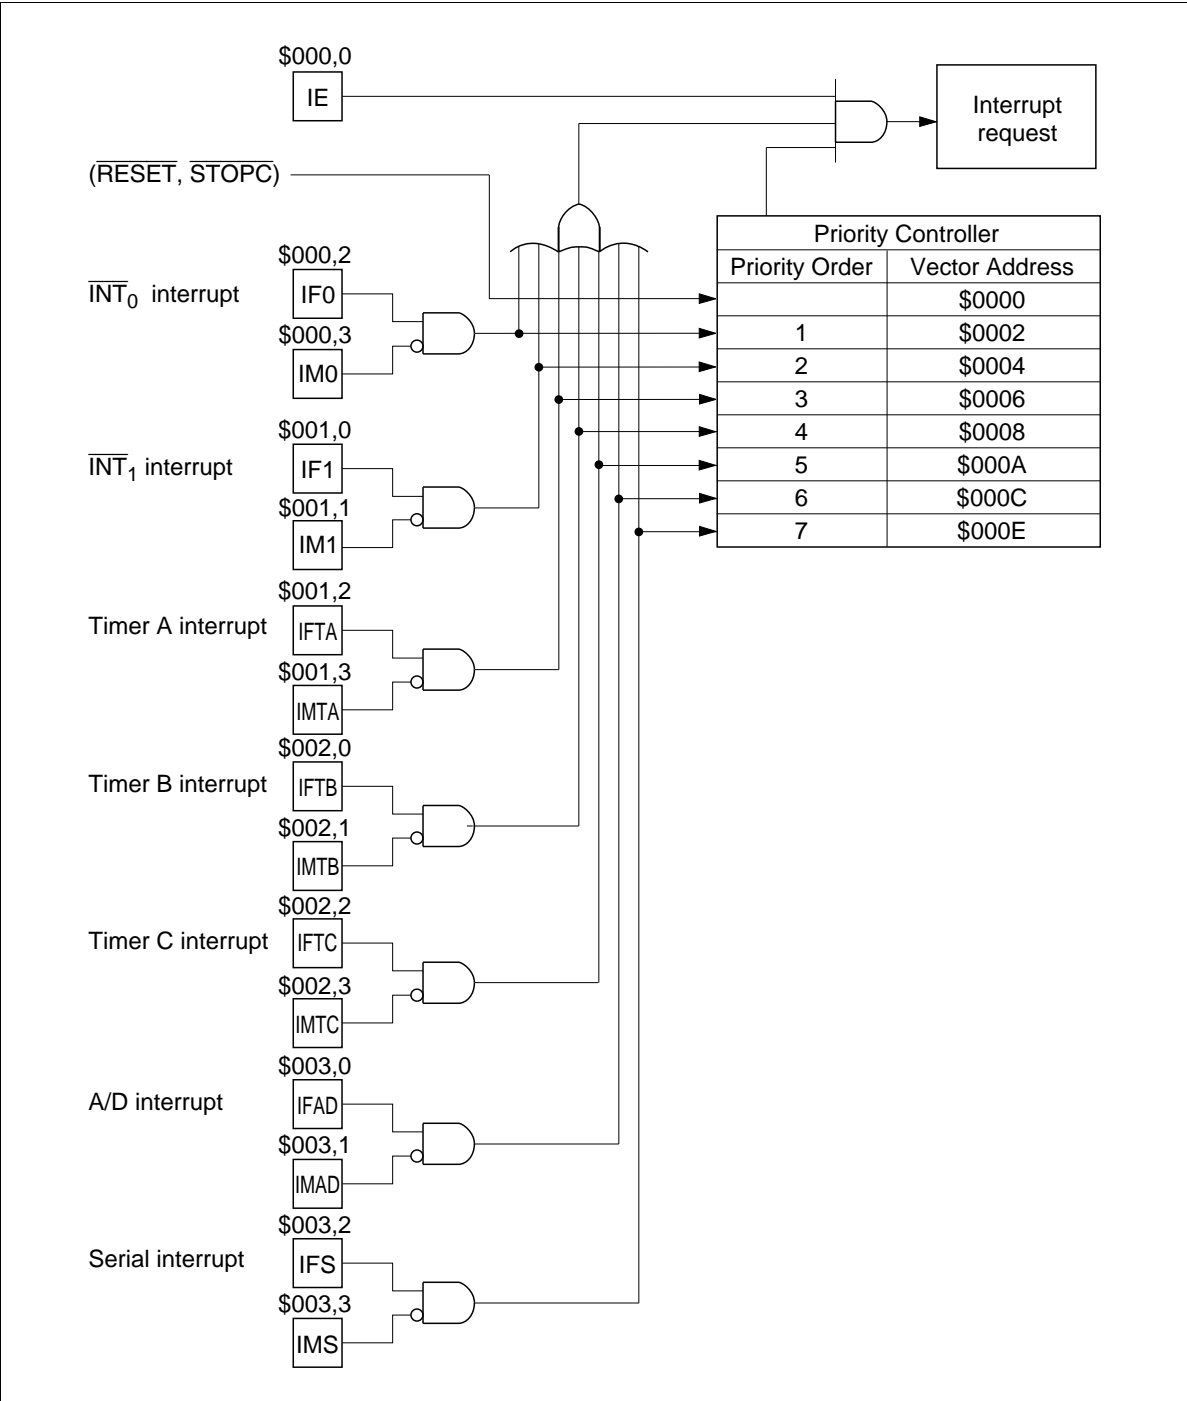 $000,0
IE
Interrupt
request
(RESET, STOPC)
Priority Controller
Priority Order Vector Address
$0000
1 $0002
2 $0004
3 $0006
4 $0008
5 $000A
6 $000C
7 $000E
$000,2
INT0 interrupt
IF0
$000,3
IM0
$001,0
INT1 interrupt
IF1
$001,1
IM1
$001,2
Timer A interrupt
IFTA
$001,3
IMTA
$002,0
Timer B interrupt
IFTB
$002,1
IMTB
$002,2
Timer C interrupt
IFTC
$002,3
IMTC
$003,0
A/D interrupt
IFAD
$003,1
IMAD
$003,2
Serial interrupt
IFS
$003,3
IMS